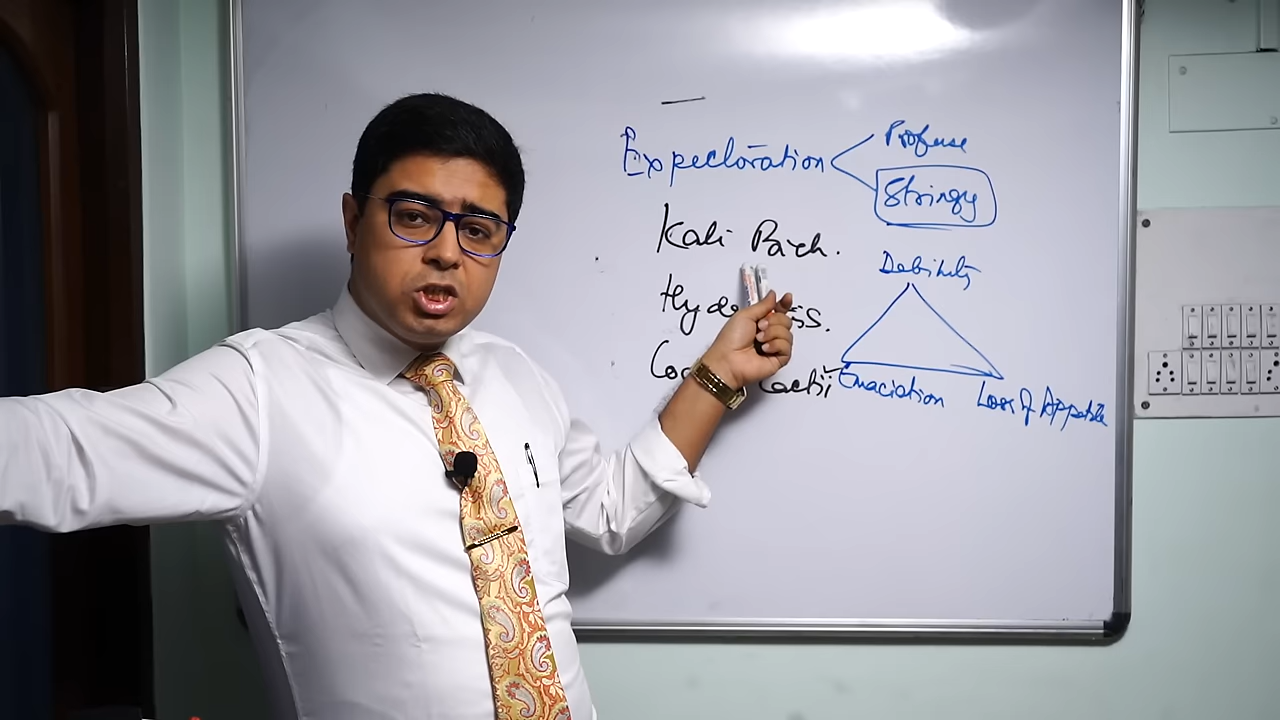 Expectoration
Profuse
Stringy
Kali Bich.
Debility
Emaciation
Loss of Appetite